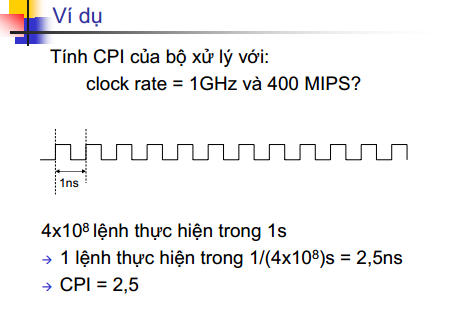 Ví dụ
Tính CPI của bộ xử lý với:
clock rate = 1GHz và 400 MIPS?
1ns
4x10⁸ lệnh thực hiện trong 1s
→ 1 lệnh thực hiện trong 1/(4x10⁸)s = 2,5ns
→ CPI = 2,5